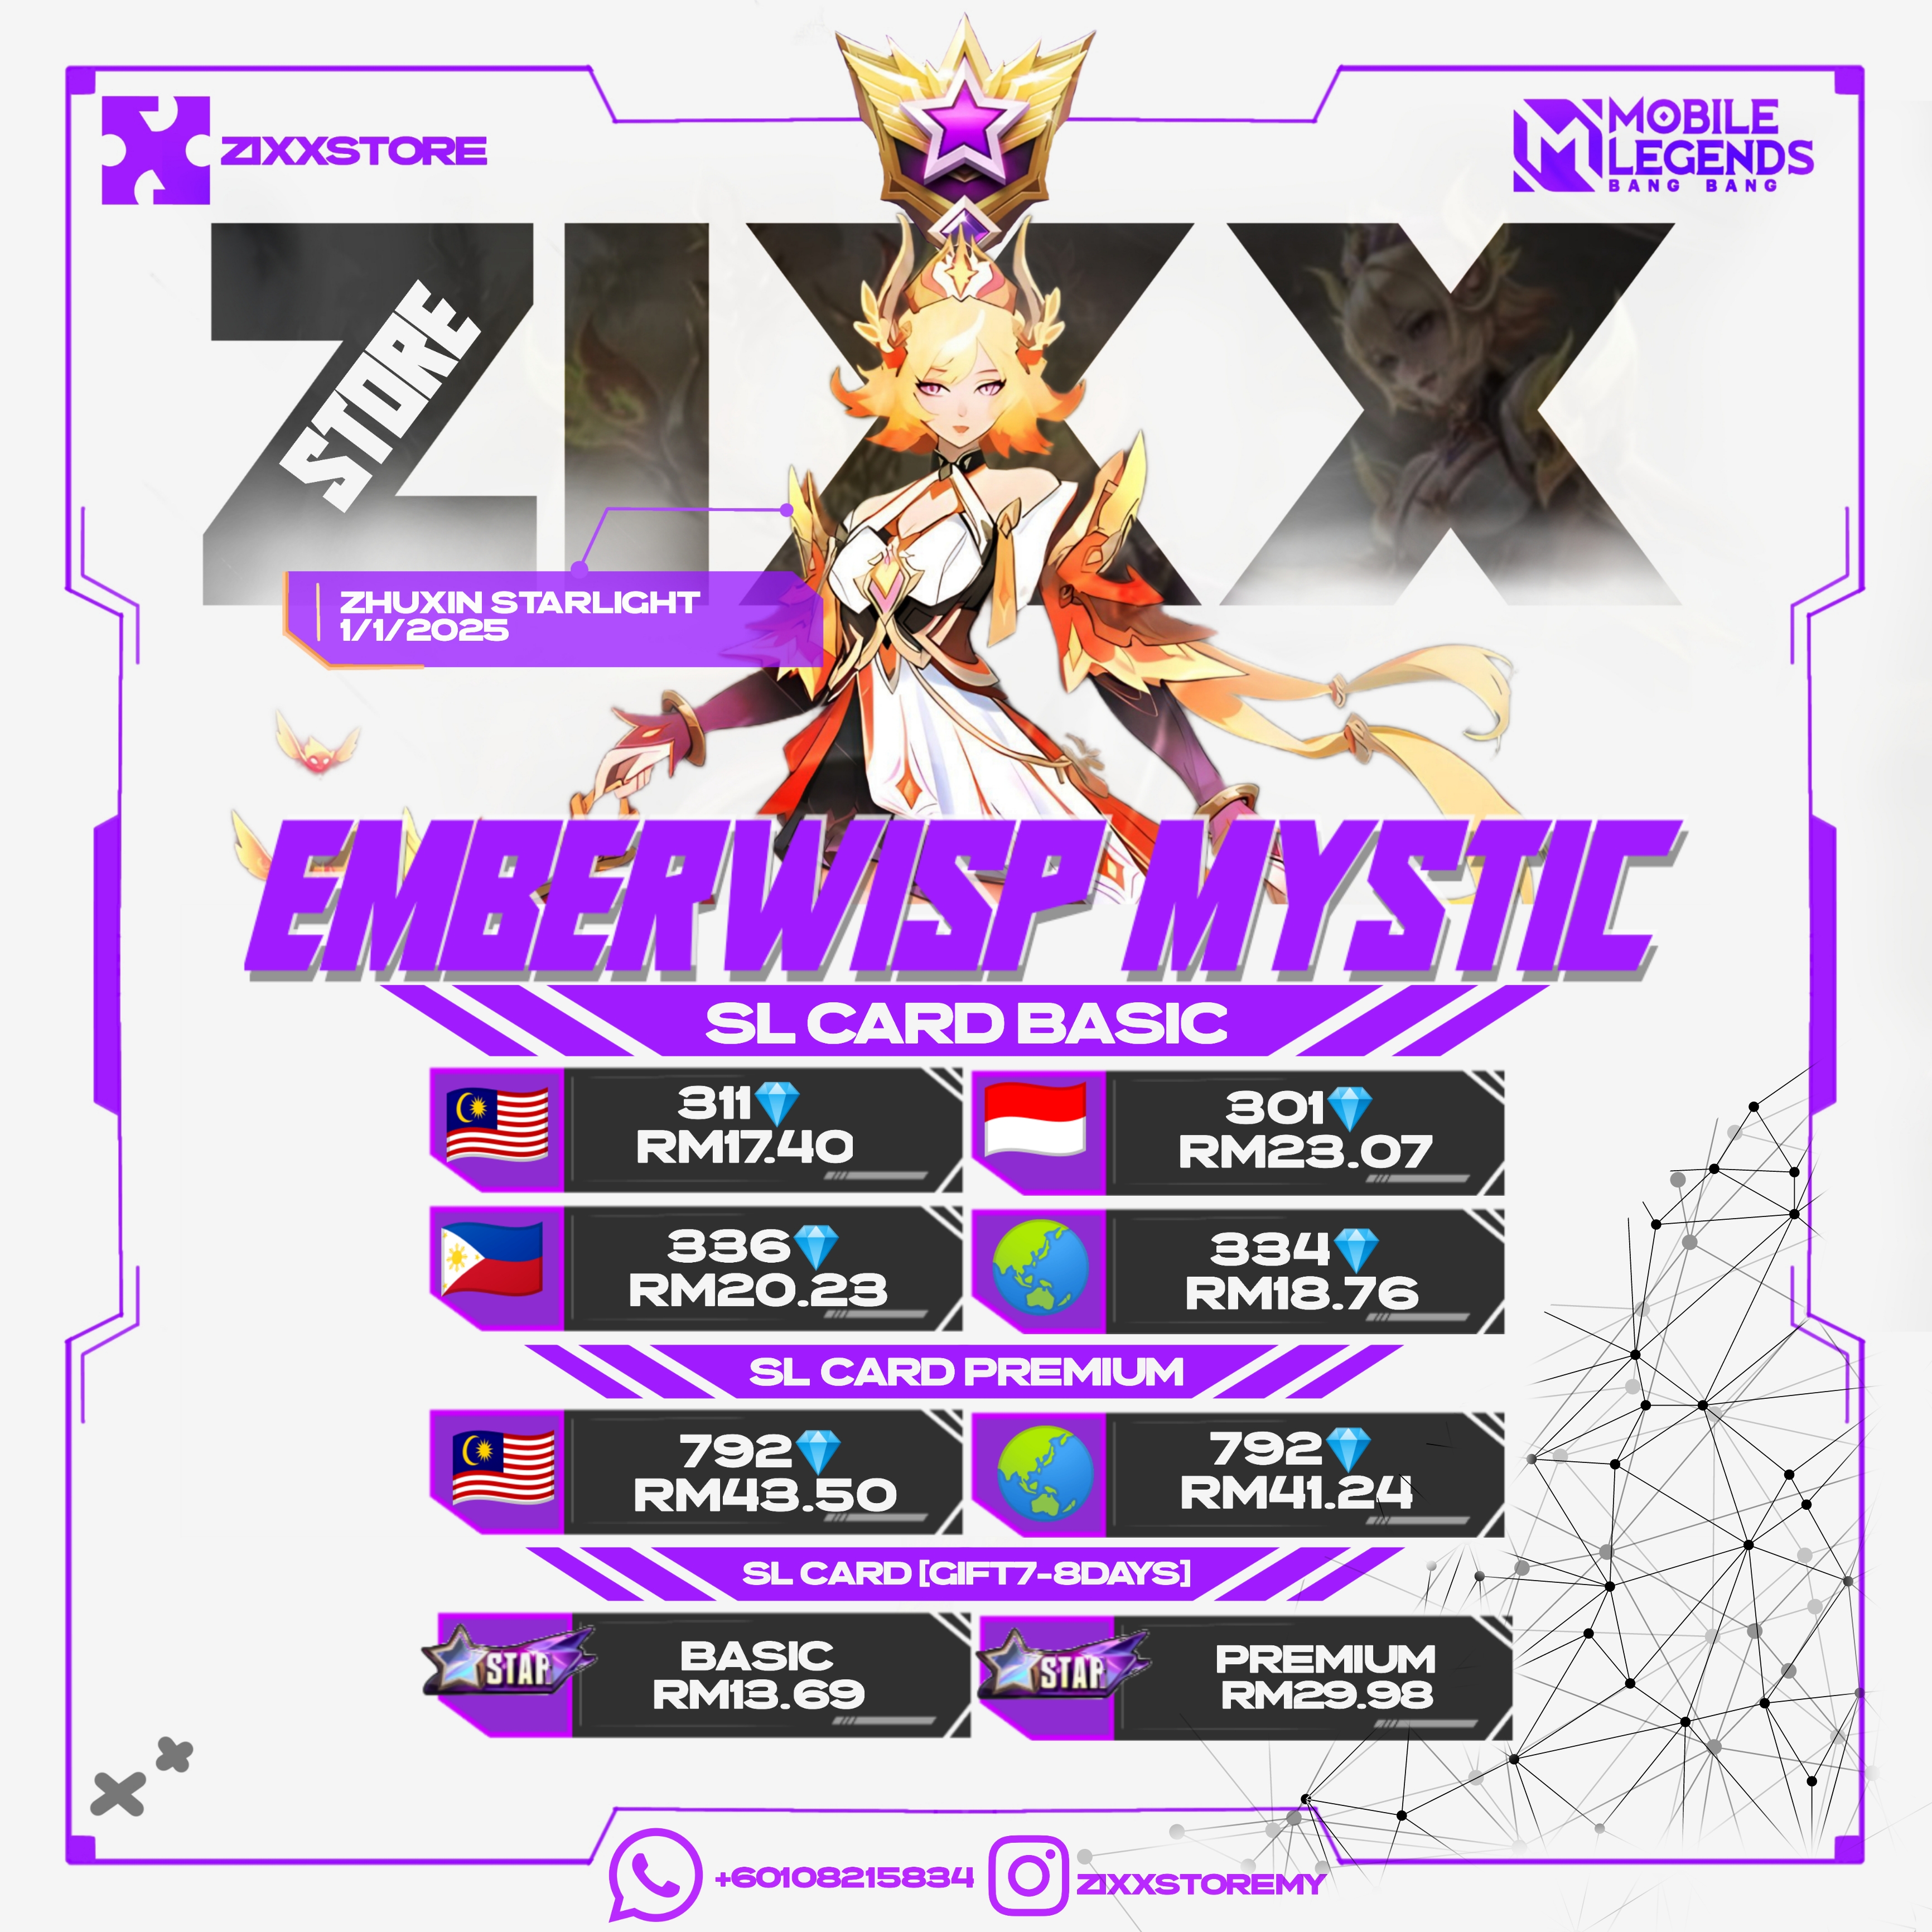 ZIXXSTORE
MOBILE
LEGENDS
BANG BANG
ZIXX
STORE
ZHUXIN STARLIGHT
1/1/2025
EMBERWISP MYSTIC
SL CARD BASIC
311💎
RM17.40
301💎
RM23.07
336💎
RM20.23
334💎
RM18.76
SL CARD PREMIUM
792💎
RM43.50
792💎
RM41.24
SL CARD [GIFT7-8DAYS]
STAR
BASIC
RM13.69
STAR
PREMIUM
RM29.98
+60108215834
ZIXXSTOREMY